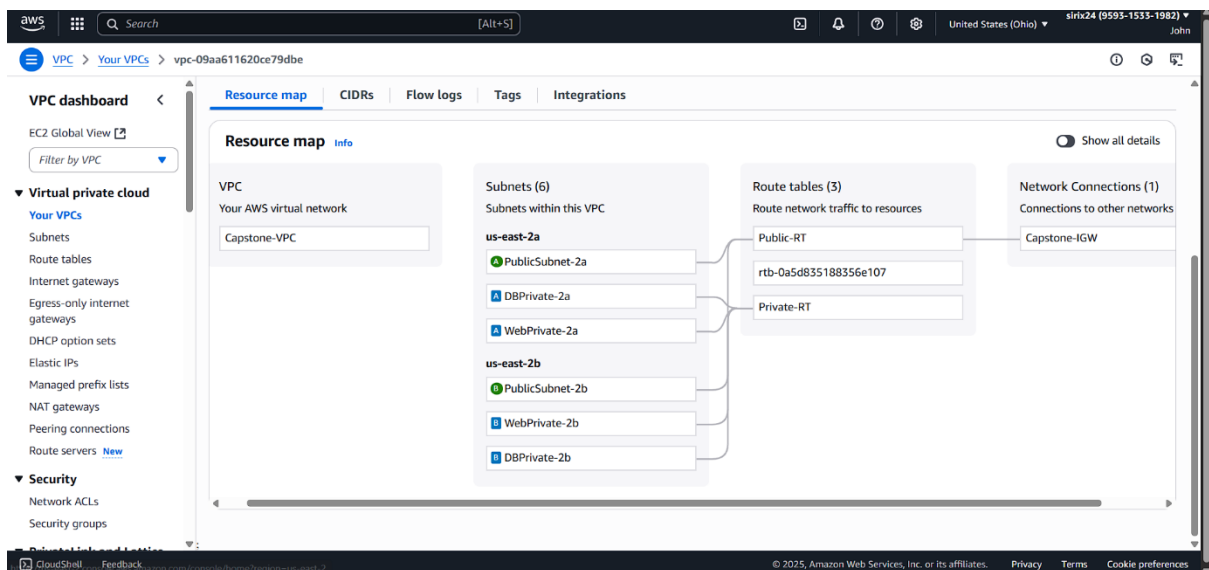 aws
Search
[Alt+S]
United States (Ohio)
sirix24 (9593-1533-1982)
John
VPC > Your VPCs > vpc-09aa611620ce79dbe
VPC dashboard
EC2 Global View
Filter by VPC
Virtual private cloud
Your VPCs
Subnets
Route tables
Internet gateways
Egress-only internet
gateways
DHCP option sets
Elastic IPs
Managed prefix lists
NAT gateways
Peering connections
Route servers New
Security
Network ACLs
Security groups
PrivateLink and Lattice
Resource map
CIDRs
Flow logs
Tags
Integrations
Resource map Info
Show all details
VPC
Your AWS virtual network
Capstone-VPC
Subnets (6)
Subnets within this VPC
us-east-2a
A PublicSubnet-2a
A DBPrivate-2a
A WebPrivate-2a
us-east-2b
B PublicSubnet-2b
B WebPrivate-2b
B DBPrivate-2b
Route tables (3)
Route network traffic to resources
Public-RT
rtb-0a5d835188356e107
Private-RT
Network Connections (1)
Connections to other networks
Capstone-IGW
CloudShell
Feedback
© 2025, Amazon Web Services, Inc. or its affiliates.
Privacy
Terms
Cookie preferences